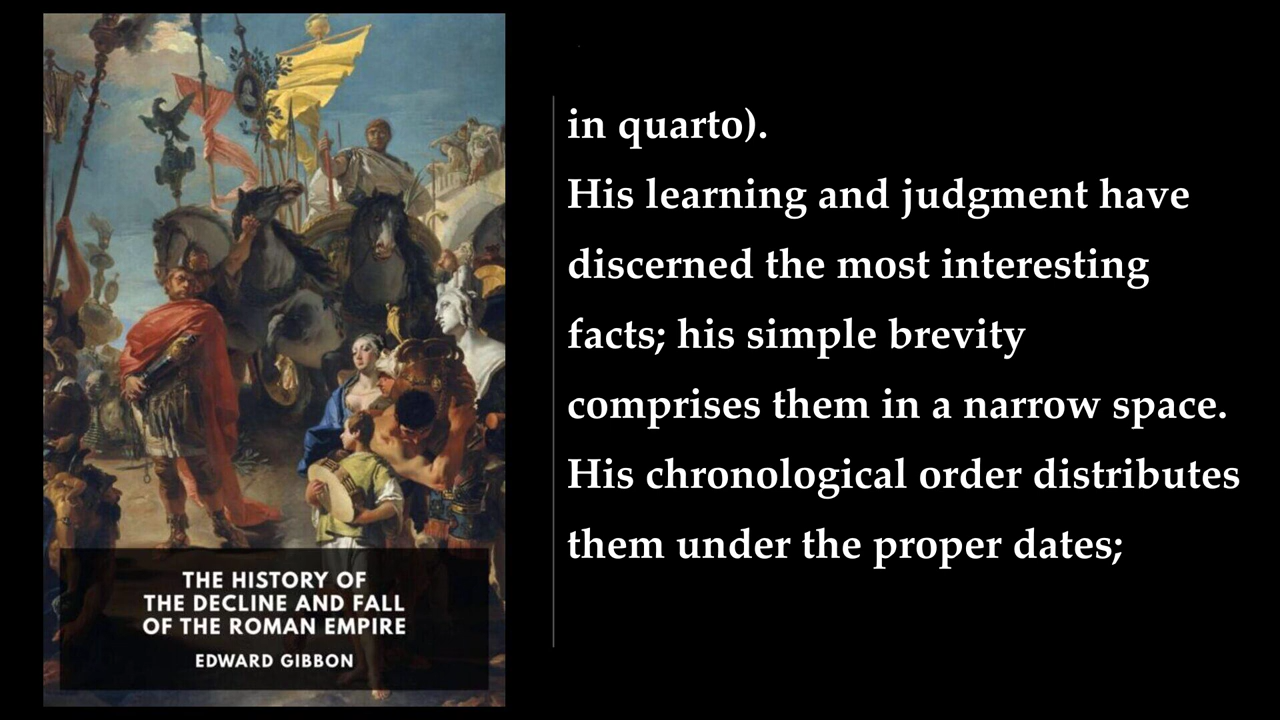 THE HISTORY OF
THE DECLINE AND FALL
OF THE ROMAN EMPIRE
EDWARD GIBBON
in quarto).
His learning and judgment have
discerned the most interesting
facts; his simple brevity
comprises them in a narrow space.
His chronological order distributes
them under the proper dates;